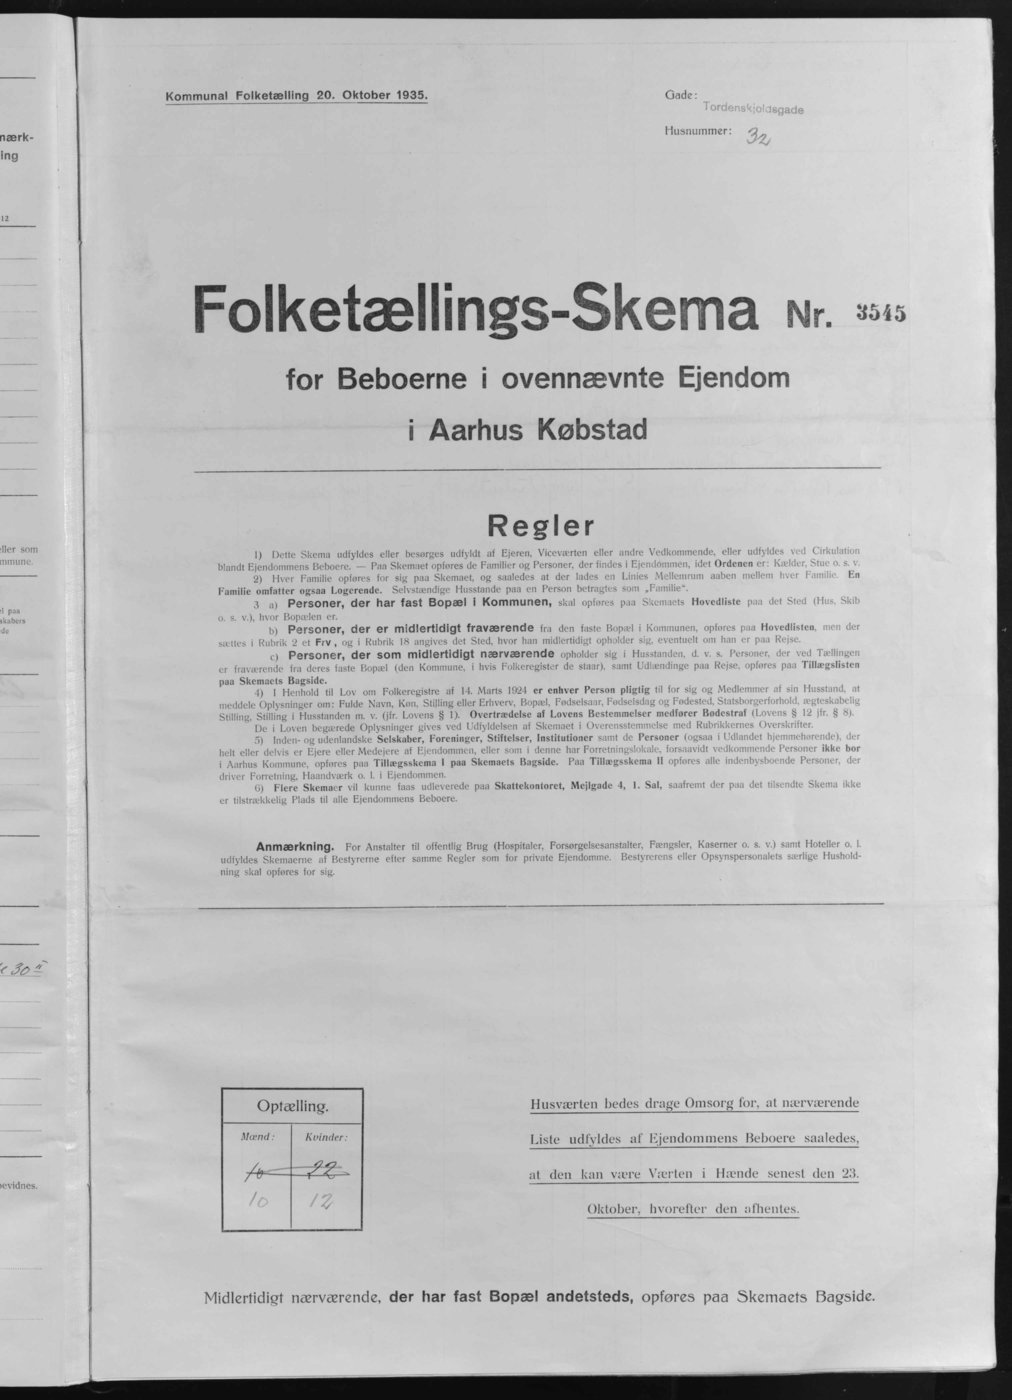 Kommunal Folketælling 20. Oktober 1935.
Gade:
Tordenskjoldsgade
Husnummer: 32
Folketællings-Skema Nr. 3545
for Beboerne i ovennævnte Ejendom
i Aarhus Købstad
Regler
1) Dette Skema udfyldes eller besørges udfyldt af Ejeren, Viceværten eller andre Vedkommende, eller udfyldes ved Cirkulation
blandt Ejendommens Beboere. — Paa Skemaet opføres de Familier og Personer, der findes i Ejendommen, idet Ordenen er: Kælder, Stue o. s. v.
2) Hver Familie opføres for sig paa Skemaet, og saaledes at der lades en Linies Mellemrum aaben mellem hver Familie. En
Familie omfatter ogsaa Logerende. Selvstændige Husstande paa en Person betragtes som „Familie“.
3 a) Personer, der har fast Bopæl i Kommunen, skal opføres paa Skemaets Hovedliste paa det Sted (Hus, Skib
o. s. v.), hvor Bopælen er.
b) Personer, der er midlertidigt fraværende fra den faste Bopæl i Kommunen, opføres paa Hovedlisten, men der
sættes i Rubrik 2 et Frv, og i Rubrik 18 angives det Sted, hvor han midlertidigt opholder sig, eventuelt om han er paa Rejse.
c) Personer, der som midlertidigt nærværende opholder sig i Husstanden, d. v. s. Personer, der ved Tællingen
er fraværende fra deres faste Bopæl (den Kommune, i hvis Folkeregister de staar), samt Udlændinge paa Rejse, opføres paa Tillægslisten
paa Skemaets Bagside.
4) I Henhold til Lov om Folkeregistre af 14. Marts 1924 er enhver Person pligtig til for sig og Medlemmer af sin Husstand, at
meddele Oplysninger om: Fulde Navn, Køn, Stilling eller Erhverv, Bopæl, Fødselsaar, Fødselsdag og Fødested, Statsborgerforhold, ægteskabelig
Stilling, Stilling i Husstanden m. v. (jfr. Lovens § 1). Overtrædelse af Lovens Bestemmelser medfører Bødestraf (Lovens § 12 jfr. § 8).
De i Loven begærede Oplysninger gives ved Udfyldelsen af Skemaet i Overensstemmelse med Rubrikkernes Overskrifter.
5) Inden- og udenlandske Selskaber, Foreninger, Stiftelser, Institutioner samt de Personer (ogsaa i Udlandet hjemmehørende), der
helt eller delvis er Ejere eller Medejere af Ejendommen, eller som i denne har Forretningslokale, forsaavidt vedkommende Personer ikke bor
i Aarhus Kommune, opføres paa Tillægsskema I paa Skemaets Bagside. Paa Tillægsskema II opføres alle indenbysboende Personer, der
driver Forretning, Haandværk o. l. i Ejendommen.
6) Flere Skemaer vil kunne faas udleverede paa Skattekontoret, Mejlgade 4, 1. Sal, saafremt der paa det tilsendte Skema ikke
er tilstrækkelig Plads til alle Ejendommens Beboere.
Anmærkning. For Anstalter til offentlig Brug (Hospitaler, Forsørgelsesanstalter, Fængsler, Kaserner o. s. v.) samt Hoteller o. l.
udfyldes Skemaerne af Bestyrerne efter samme Regler som for private Ejendomme. Bestyrerens eller Opsynspersonalets særlige Hushold-
ning skal opføres for sig.
Optælling.
Mænd: Kvinder:
10 22
10 12
Husværten bedes drage Omsorg for, at nærværende
Liste udfyldes af Ejendommens Beboere saaledes,
at den kan være Værten i Hænde senest den 23.
Oktober, hvorefter den afhentes.
Midlertidigt nærværende, der har fast Bopæl andetsteds, opføres paa Skemaets Bagside.